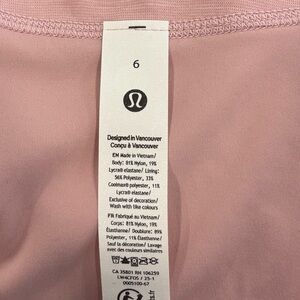 6
Designed in Vancouver
Conçu à Vancouver
EN Made in Vietnam/
Body: 81% Nylon, 19%
Lycra® elastane/ Lining:
56% Polyester, 33%
Coolmax® polyester, 11%
Lycra® elastane/
Exclusive of decoration/
Wash with like colours
FR Fabriqué au Vietnam/
Corps: 81% Nylon, 19%
Élasthanne/ Doublure: 89%
Polyester, 11% Élasthanne/
Sauf la décoration/ Lavage
avec des couleurs similaires
CA 35801 RN 106259
LW4CFOS / 25-1
0005100-67